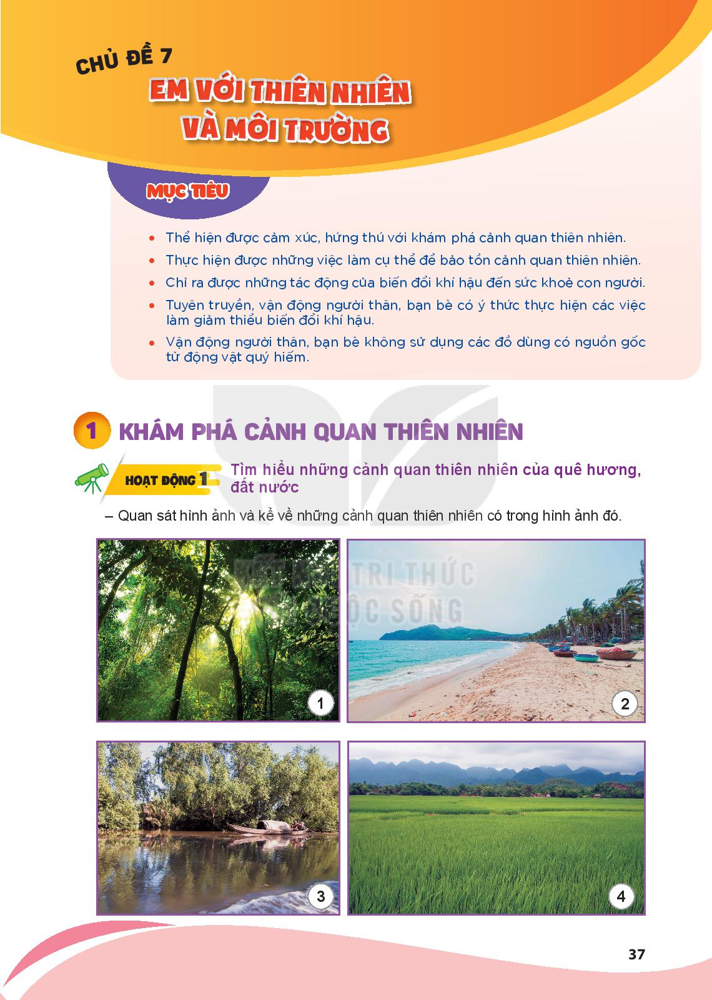 CHỦ ĐỀ 7
EM VỚI THIÊN NHIÊN
VÀ MÔI TRƯỜNG
MỤC TIÊU
• Thể hiện được cảm xúc, hứng thú với khám phá cảnh quan thiên nhiên.
• Thực hiện được những việc làm cụ thể để bảo tồn cảnh quan thiên nhiên.
• Chỉ ra được những tác động của biến đổi khí hậu đến sức khoẻ con người.
• Tuyên truyền, vận động người thân, bạn bè có ý thức thực hiện các việc
làm giảm thiểu biến đổi khí hậu.
• Vận động người thân, bạn bè không sử dụng các đồ dùng có nguồn gốc
từ động vật quý hiếm.
1 KHÁM PHÁ CẢNH QUAN THIÊN NHIÊN
HOẠT ĐỘNG 1
Tìm hiểu những cảnh quan thiên nhiên của quê hương,
đất nước
– Quan sát hình ảnh và kể về những cảnh quan thiên nhiên có trong hình ảnh đó.
TRI THỨC
SỐNG
1
2
3
4
37